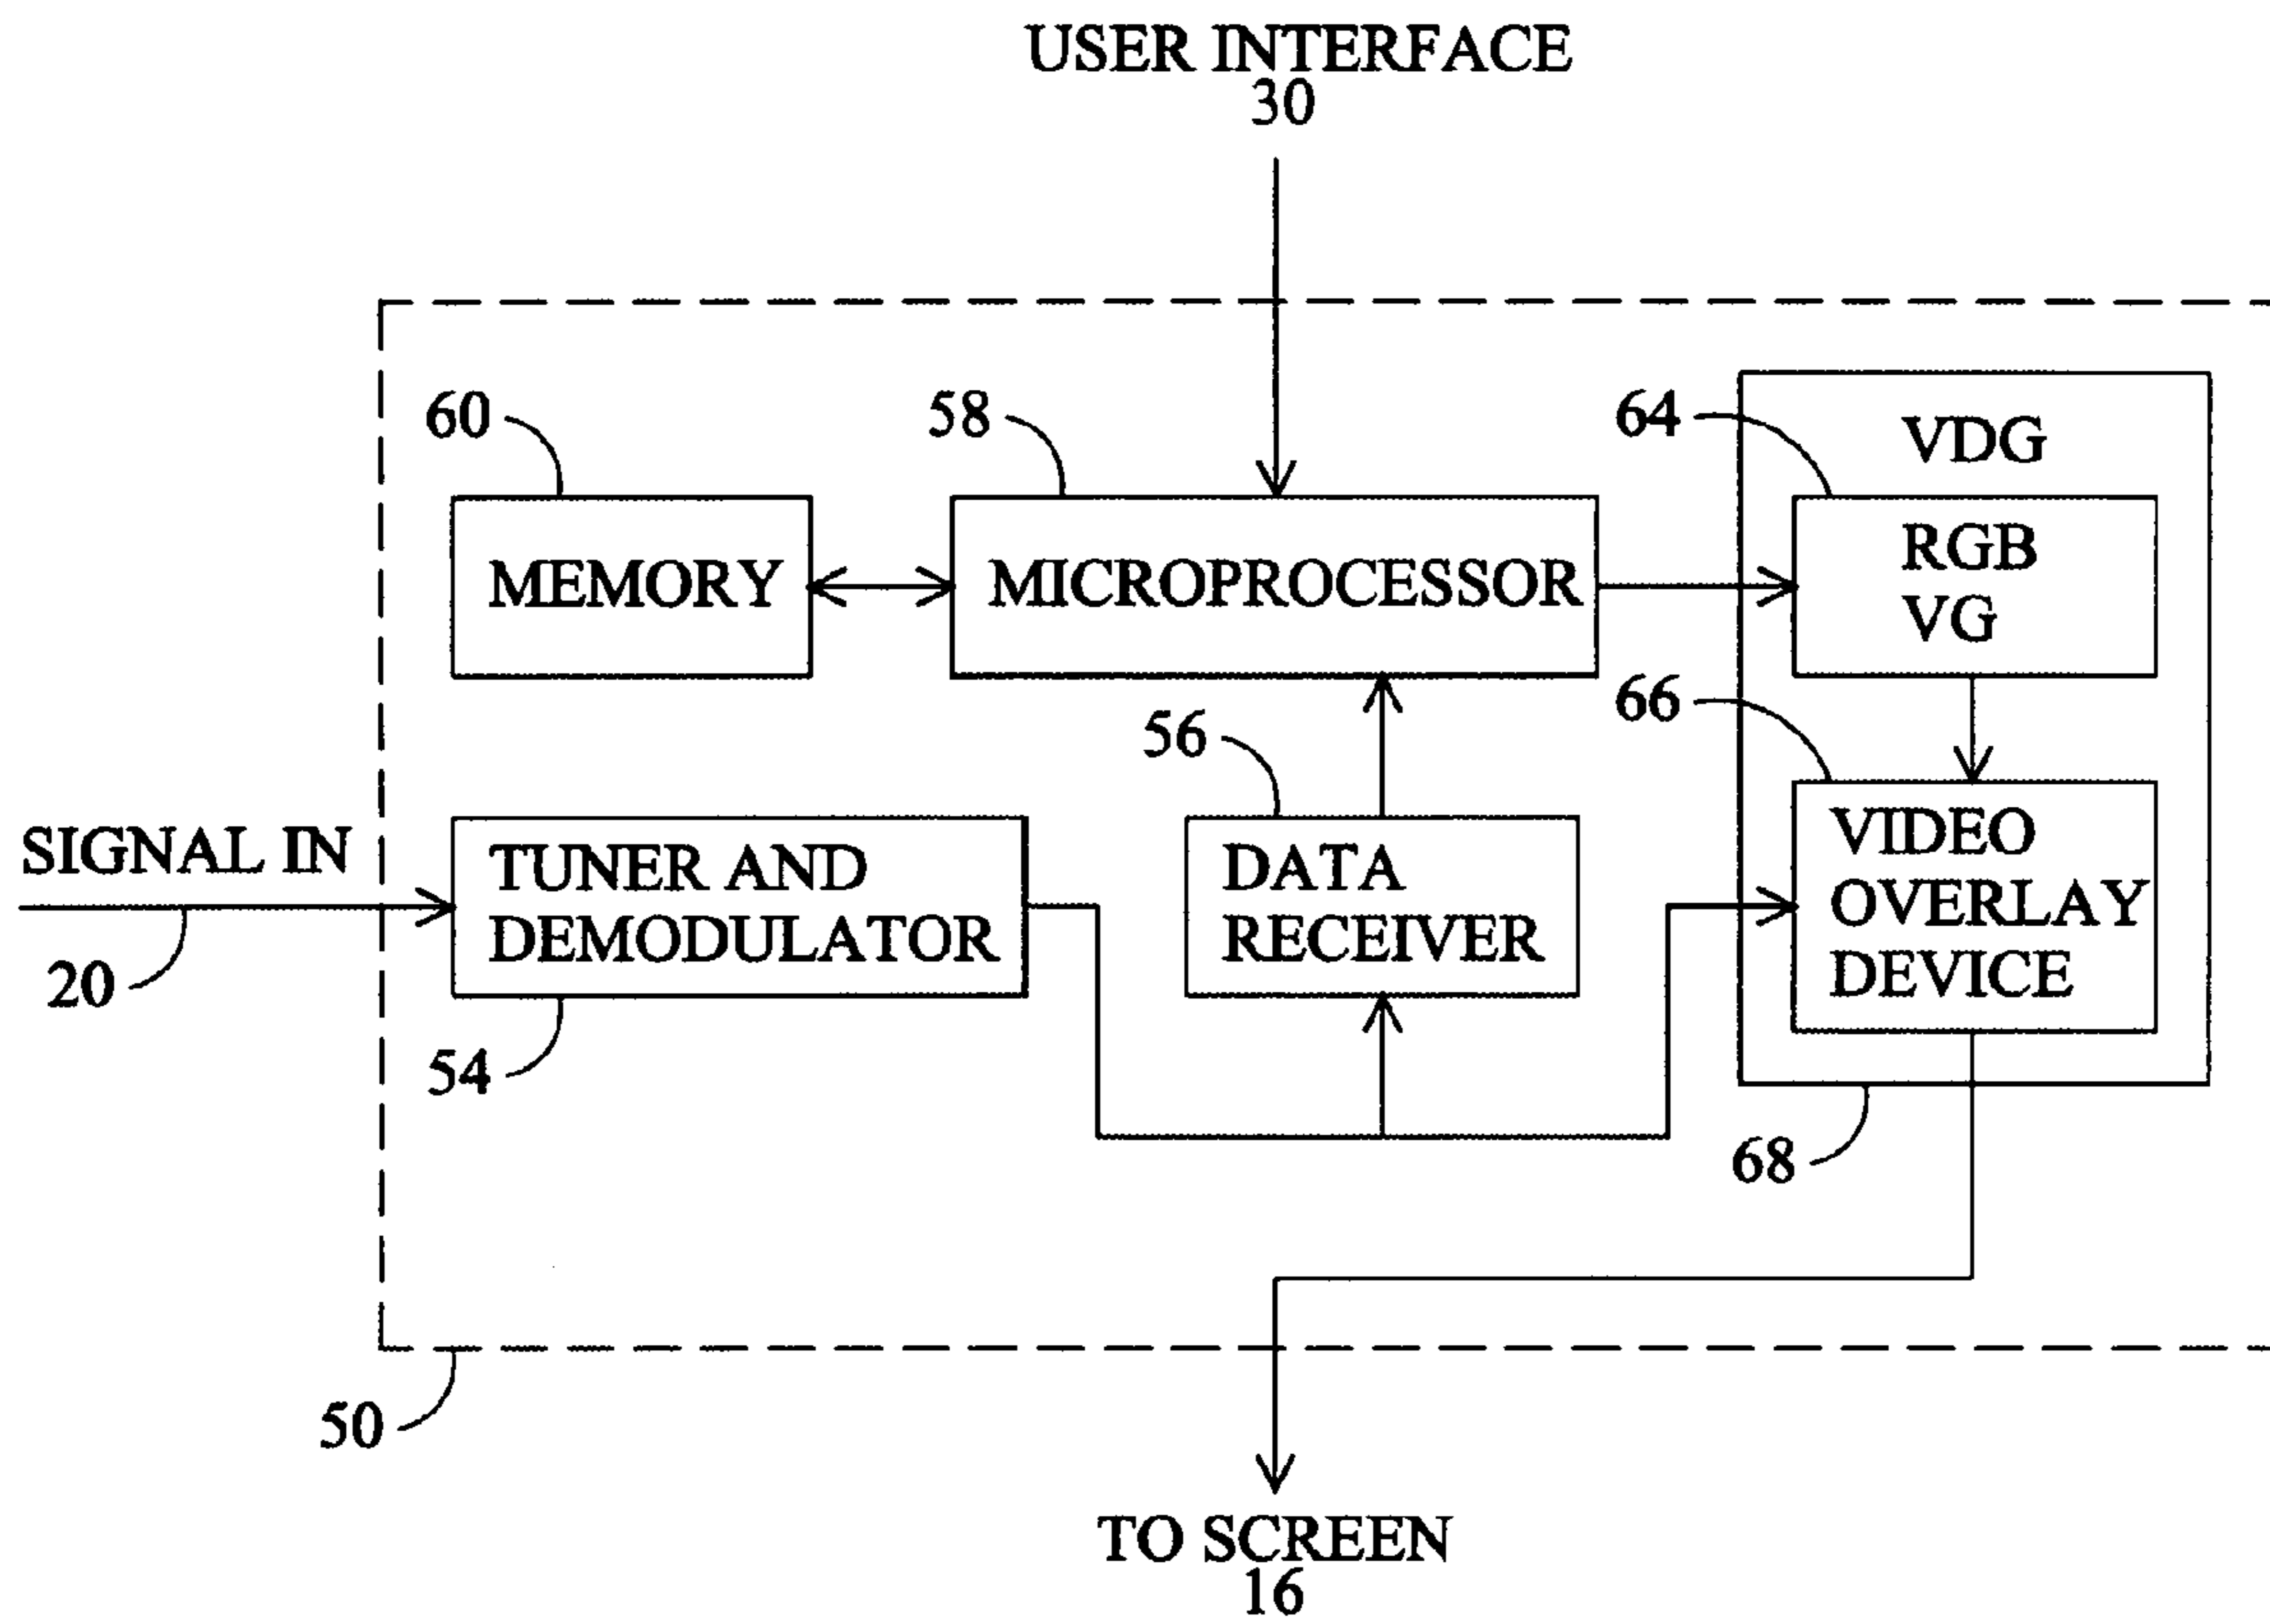 USER INTERFACE
30
60
58
64
VDG
MEMORY
MICROPROCESSOR
RGB
VG
56
66
SIGNAL IN
20
TUNER AND
DEMODULATOR
54
DATA
RECEIVER
VIDEO
OVERLAY
DEVICE
68
50
TO SCREEN
16